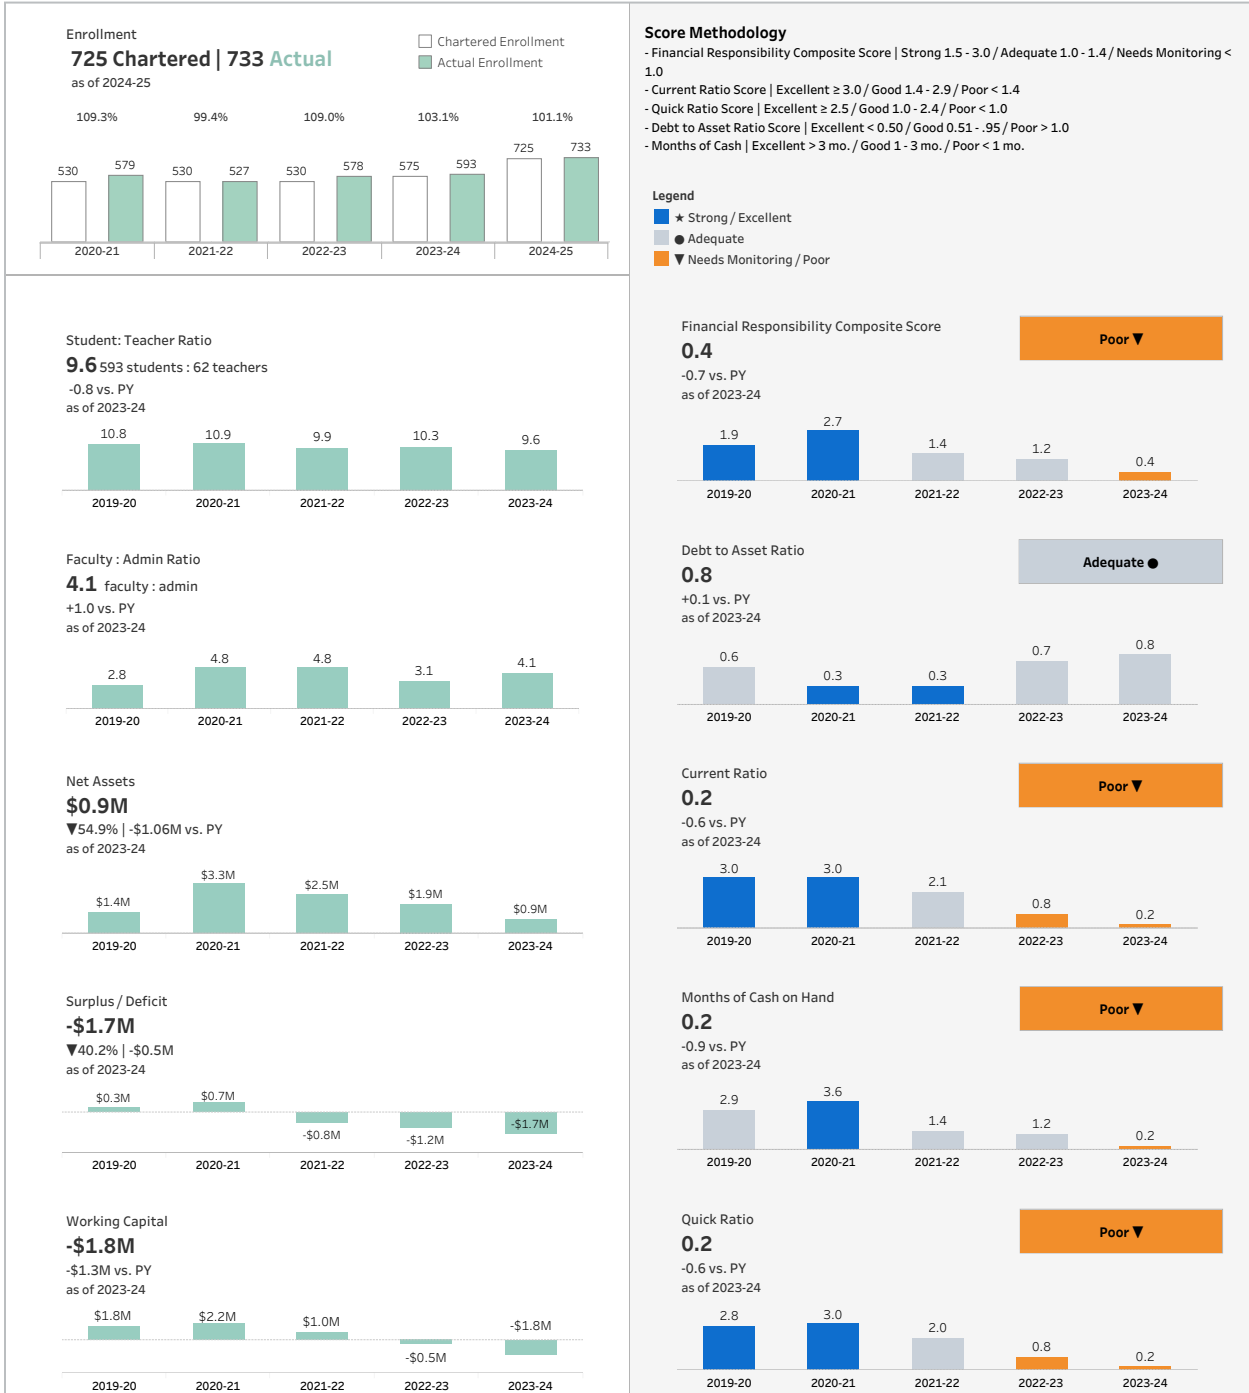 Enrollment
725 Chartered | 733 Actual
as of 2024-25
Chartered Enrollment
Actual Enrollment
109.3% 99.4% 109.0% 103.1% 101.1%
530 579 530 527 530 578 575 593 725 733
2020-21 2021-22 2022-23 2023-24 2024-25
Score Methodology
- Financial Responsibility Composite Score | Strong 1.5 - 3.0 / Adequate 1.0 - 1.4 / Needs Monitoring <
1.0
- Current Ratio Score | Excellent ≥ 3.0 / Good 1.4 - 2.9 / Poor < 1.4
- Quick Ratio Score | Excellent ≥ 2.5 / Good 1.0 - 2.4 / Poor < 1.0
- Debt to Asset Ratio Score | Excellent < 0.50 / Good 0.51 - .95 / Poor > 1.0
- Months of Cash | Excellent > 3 mo. / Good 1 - 3 mo. / Poor < 1 mo.
Legend
★ Strong / Excellent
● Adequate
▼ Needs Monitoring / Poor
Student: Teacher Ratio
9.6 593 students : 62 teachers
-0.8 vs. PY
as of 2023-24
10.8 10.9 9.9 10.3 9.6
2019-20 2020-21 2021-22 2022-23 2023-24
Faculty : Admin Ratio
4.1 faculty : admin
+1.0 vs. PY
as of 2023-24
2.8 4.8 4.8 3.1 4.1
2019-20 2020-21 2021-22 2022-23 2023-24
Net Assets
$0.9M
▼54.9% | -$1.06M vs. PY
as of 2023-24
$1.4M $3.3M $2.5M $1.9M $0.9M
2019-20 2020-21 2021-22 2022-23 2023-24
Surplus / Deficit
-$1.7M
▼40.2% | -$0.5M
as of 2023-24
$0.3M $0.7M -$0.8M -$1.2M -$1.7M
2019-20 2020-21 2021-22 2022-23 2023-24
Working Capital
-$1.8M
-$1.3M vs. PY
as of 2023-24
$1.8M $2.2M $1.0M -$0.5M -$1.8M
2019-20 2020-21 2021-22 2022-23 2023-24
Financial Responsibility Composite Score
0.4
-0.7 vs. PY
as of 2023-24
Poor ▼
1.9 2.7 1.4 1.2 0.4
2019-20 2020-21 2021-22 2022-23 2023-24
Debt to Asset Ratio
0.8
+0.1 vs. PY
as of 2023-24
Adequate ●
0.6 0.3 0.3 0.7 0.8
2019-20 2020-21 2021-22 2022-23 2023-24
Current Ratio
0.2
-0.6 vs. PY
as of 2023-24
Poor ▼
3.0 3.0 2.1 0.8 0.2
2019-20 2020-21 2021-22 2022-23 2023-24
Months of Cash on Hand
0.2
-0.9 vs. PY
as of 2023-24
Poor ▼
2.9 3.6 1.4 1.2 0.2
2019-20 2020-21 2021-22 2022-23 2023-24
Quick Ratio
0.2
-0.6 vs. PY
as of 2023-24
Poor ▼
2.8 3.0 2.0 0.8 0.2
2019-20 2020-21 2021-22 2022-23 2023-24